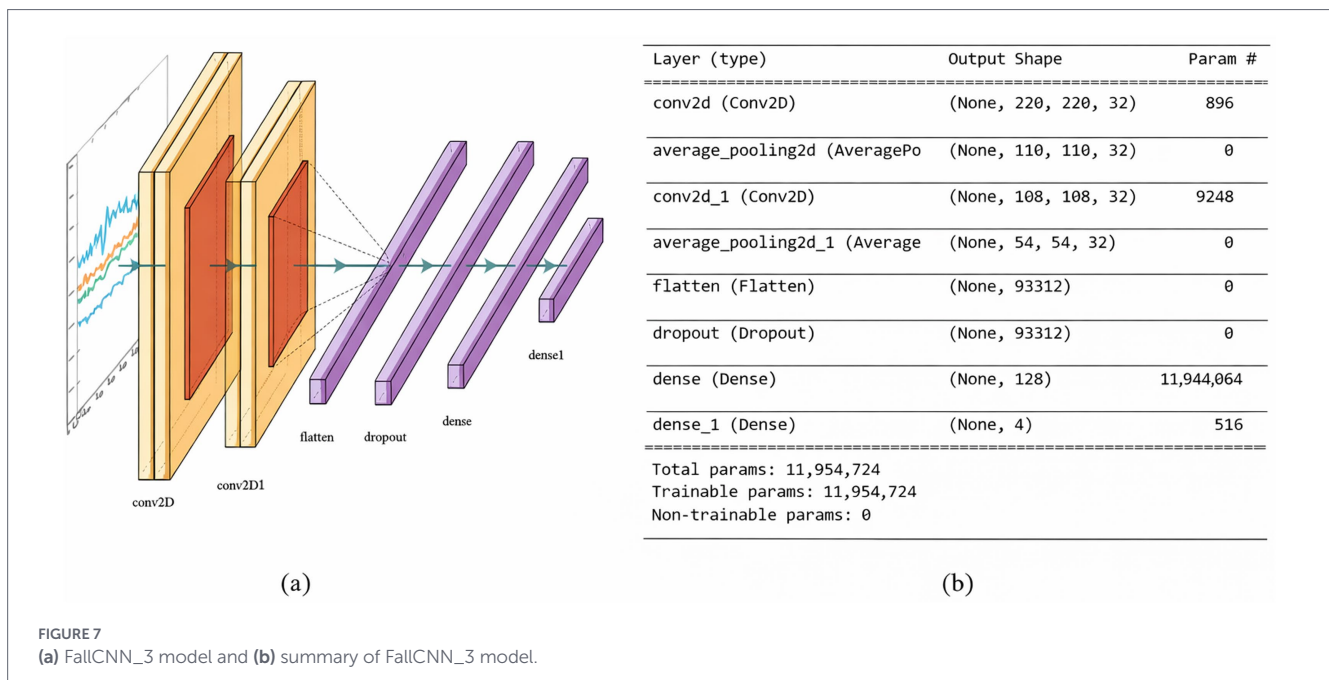 conv2D
conv2D1
flatten
dropout
dense
dense1
(a)
Layer (type) Output Shape Param #
================================================================
conv2d (Conv2D) (None, 220, 220, 32) 896
average_pooling2d (AveragePo (None, 110, 110, 32) 0
conv2d_1 (Conv2D) (None, 108, 108, 32) 9248
average_pooling2d_1 (Average (None, 54, 54, 32) 0
flatten (Flatten) (None, 93312) 0
dropout (Dropout) (None, 93312) 0
dense (Dense) (None, 128) 11,944,064
dense_1 (Dense) (None, 4) 516
================================================================
Total params: 11,954,724
Trainable params: 11,954,724
Non-trainable params: 0
(b)
FIGURE 7
(a) FallCNN_3 model and (b) summary of FallCNN_3 model.